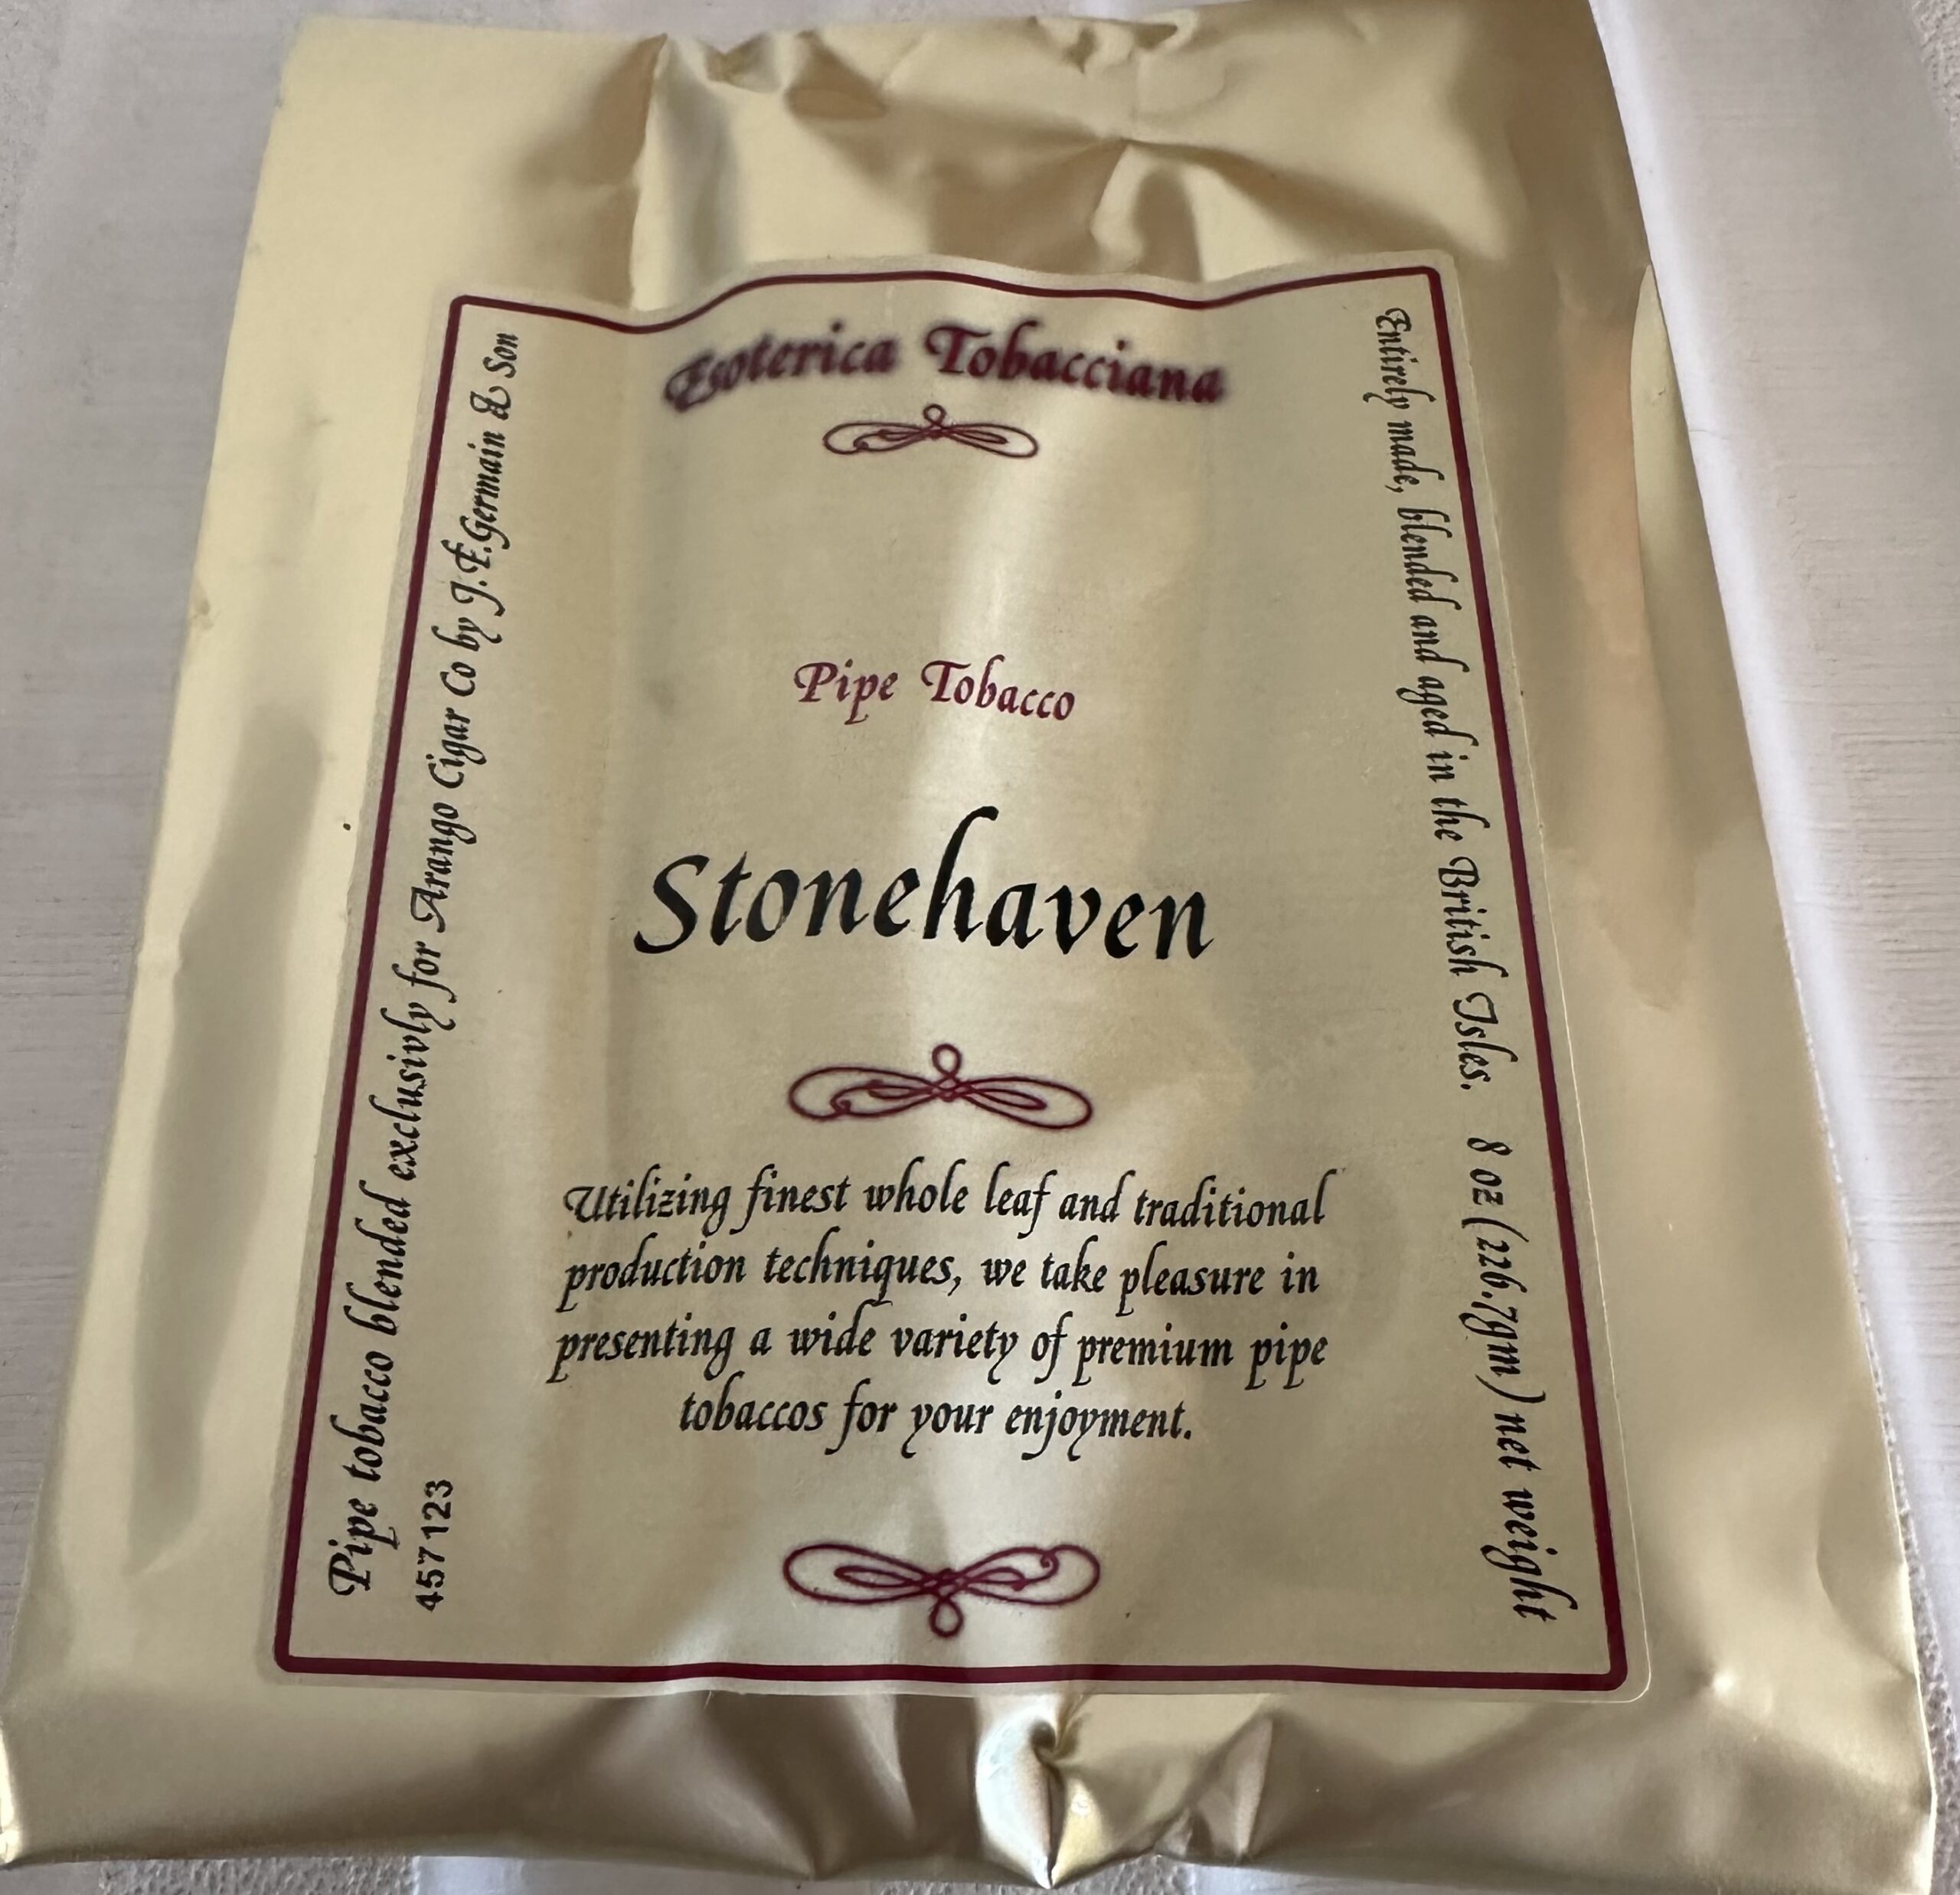 Esoterica Tobacciana
Pipe Tobacco
Stonehaven
Utilizing finest whole leaf and traditional
production techniques, we take pleasure in
presenting a wide variety of premium pipe
tobaccos for your enjoyment.
Pipe tobacco blended exclusivly for Arango Cigar Co by J.F.Germain & Son
457123
Entirely made, blended and aged in the British Isles. 8 oz (226.7gm) net weight